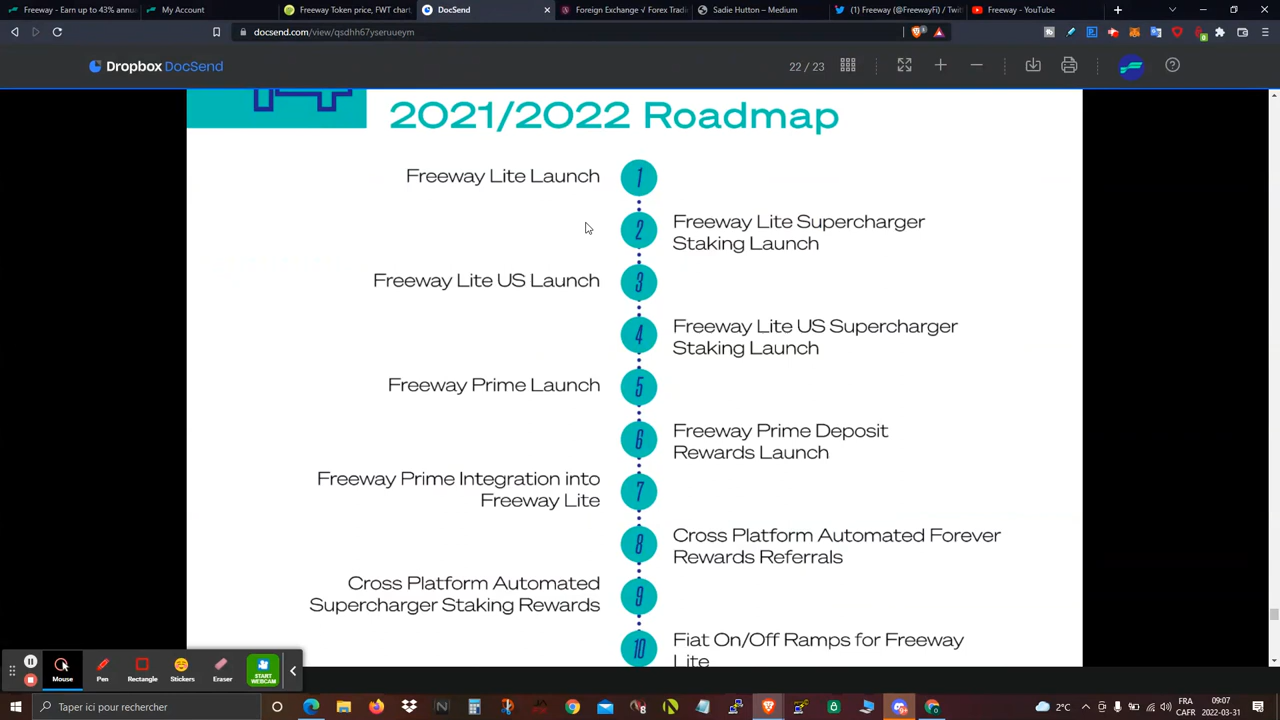 Freeway - Earn up to 43% annua
My Account
Freeway Token price, FWT chart,
DocSend
Foreign Exchange √ Forex Tradi
Sadie Hutton – Medium
(1) Freeway (@FreewayFi) / Twitt
Freeway - YouTube
docsend.com/view/qsdhh67yseruueym
Dropbox DocSend
22 / 23
2021/2022 Roadmap
Freeway Lite Launch
1
2
Freeway Lite Supercharger
Staking Launch
Freeway Lite US Launch
3
4
Freeway Lite US Supercharger
Staking Launch
Freeway Prime Launch
5
6
Freeway Prime Deposit
Rewards Launch
Freeway Prime Integration into
Freeway Lite
7
8
Cross Platform Automated Forever
Rewards Referrals
Cross Platform Automated
Supercharger Staking Rewards
9
10
Fiat On/Off Ramps for Freeway
Lite
Mouse
Pen
Rectangle
Stickers
Eraser
START
WEBCAM
Taper ici pour rechercher
2°C
FRA
CAFR
09:07
2022-03-31